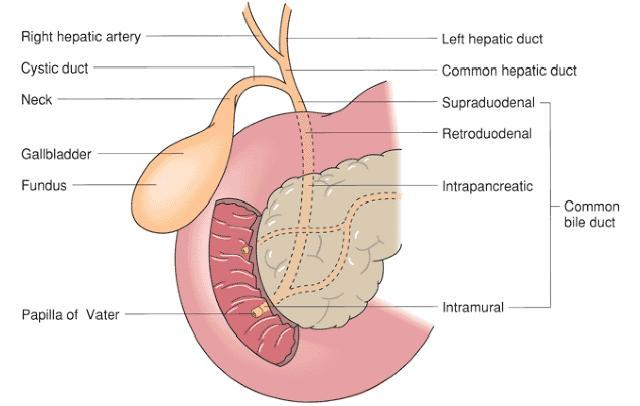 Right hepatic artery
Cystic duct
Neck
Gallbladder
Fundus
Papilla of Vater
Left hepatic duct
Common hepatic duct
Supraduodenal
Retroduodenal
Intrapancreatic
Intramural
Common
bile duct